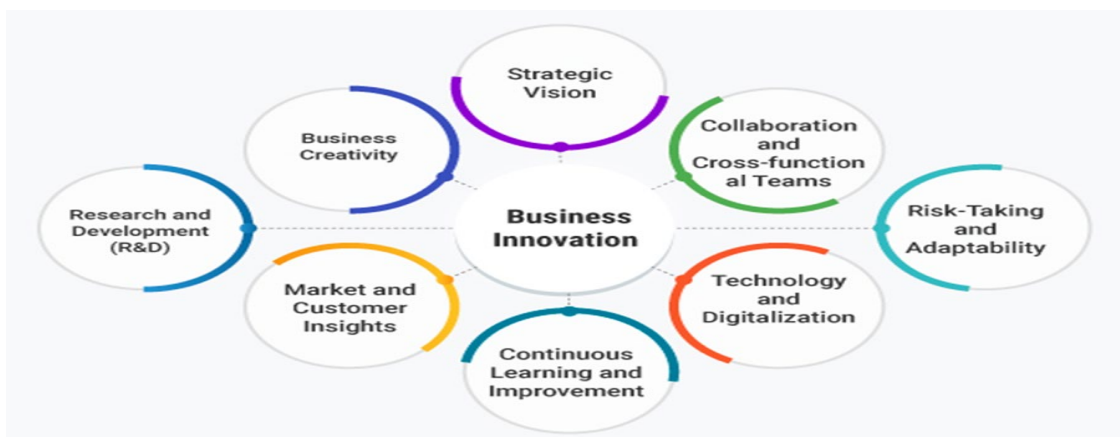 Strategic
Vision
Business
Creativity
Collaboration
and
Cross-function
al Teams
Research and
Development
(R&D)
Business
Innovation
Risk-Taking
and
Adaptability
Market and
Customer
Insights
Technology
and
Digitalization
Continuous
Learning and
Improvement